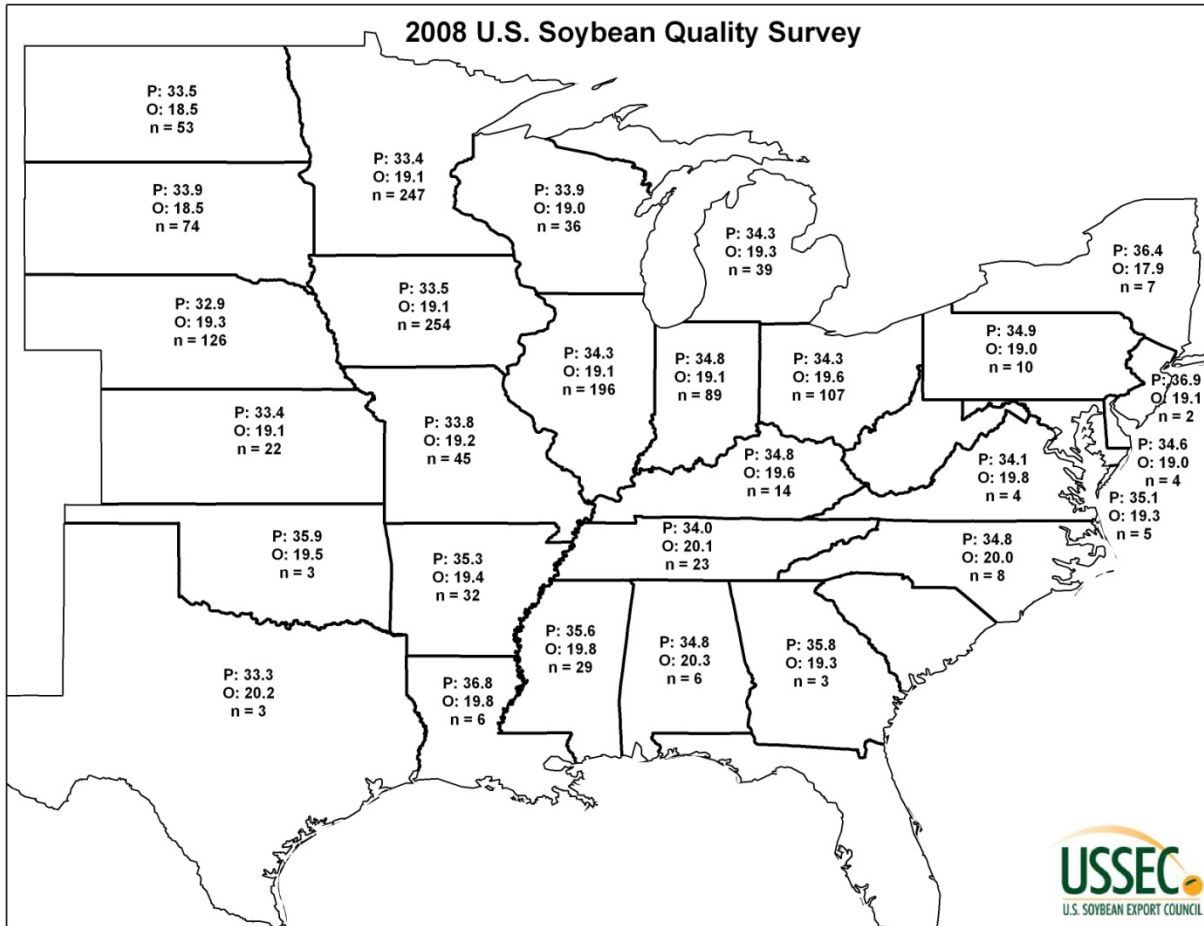 2008 U.S. Soybean Quality Survey
P: 33.5
O: 18.5
n = 53
P: 33.4
O: 19.1
n = 247
P: 33.9
O: 18.5
n = 74
P: 33.9
O: 19.0
n = 36
P: 34.3
O: 19.3
n = 39
P: 36.4
O: 17.9
n = 7
P: 32.9
O: 19.3
n = 126
P: 33.5
O: 19.1
n = 254
P: 34.3
O: 19.1
n = 196
P: 34.8
O: 19.1
n = 89
P: 34.3
O: 19.6
n = 107
P: 34.9
O: 19.0
n = 10
P: 36.9
O: 19.1
n = 2
P: 33.4
O: 19.1
n = 22
P: 33.8
O: 19.2
n = 45
P: 34.8
O: 19.6
n = 14
P: 34.1
O: 19.8
n = 4
P: 34.6
O: 19.0
n = 4
P: 35.1
O: 19.3
n = 5
P: 35.9
O: 19.5
n = 3
P: 35.3
O: 19.4
n = 32
P: 34.0
O: 20.1
n = 23
P: 34.8
O: 20.0
n = 8
P: 33.3
O: 20.2
n = 3
P: 36.8
O: 19.8
n = 6
P: 35.6
O: 19.8
n = 29
P: 34.8
O: 20.3
n = 6
P: 35.8
O: 19.3
n = 3
USSEC
U.S. SOYBEAN EXPORT COUNCIL